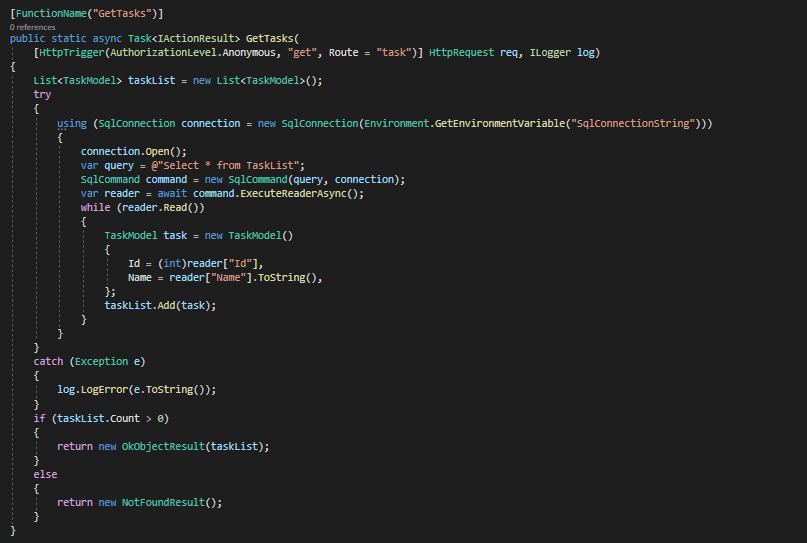 [FunctionName("GetTasks")]
0 references
public static async Task<IActionResult> GetTasks(
    [HttpTrigger(AuthorizationLevel.Anonymous, "get", Route = "task")] HttpRequest req, ILogger log)
{
    List<TaskModel> taskList = new List<TaskModel>();
    try
    {
        using (SqlConnection connection = new SqlConnection(Environment.GetEnvironmentVariable("SqlConnectionString")))
        {
            connection.Open();
            var query = @"Select * from TaskList";
            SqlCommand command = new SqlCommand(query, connection);
            var reader = await command.ExecuteReaderAsync();
            while (reader.Read())
            {
                TaskModel task = new TaskModel()
                {
                    Id = (int)reader["Id"],
                    Name = reader["Name"].ToString(),
                };
                taskList.Add(task);
            }
        }
    }
    catch (Exception e)
    {
        log.LogError(e.ToString());
    }
    if (taskList.Count > 0)
    {
        return new OkObjectResult(taskList);
    }
    else
    {
        return new NotFoundResult();
    }
}